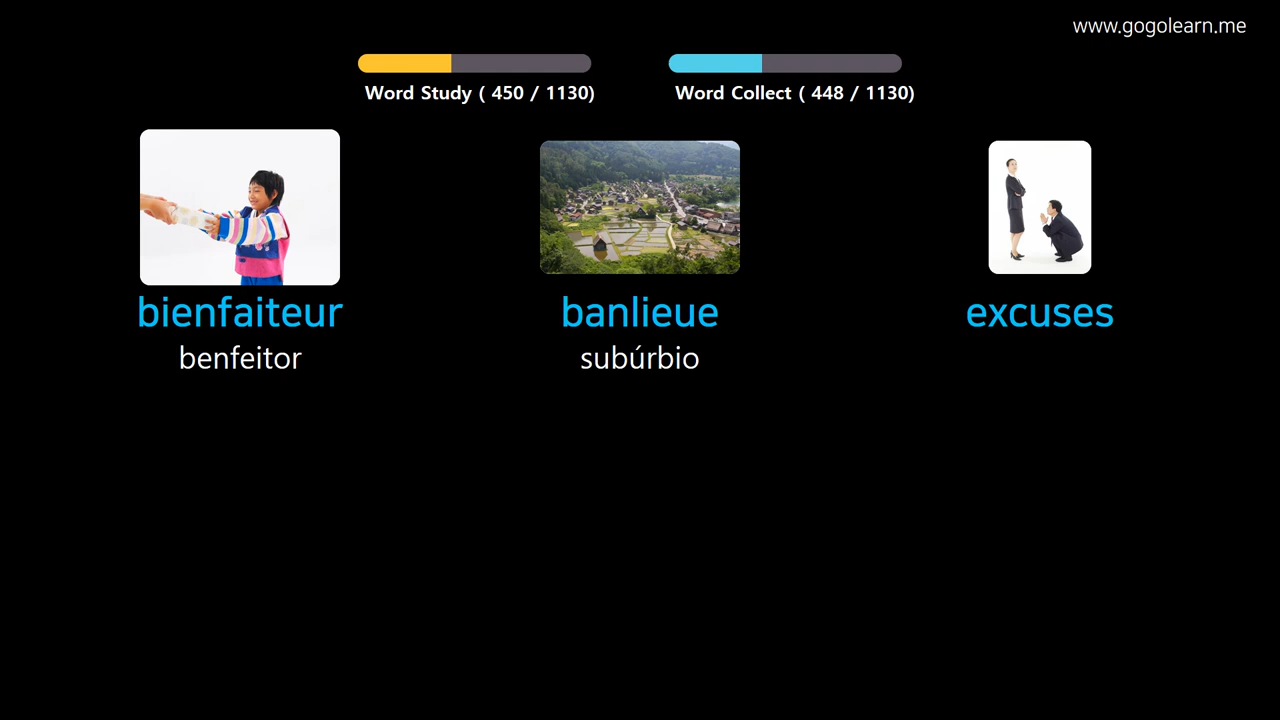 www.gogolearn.me
Word Study ( 450 / 1130)
Word Collect ( 448 / 1130)
bienfaiteur
banlieue
excuses
benfeitor
subúrbio